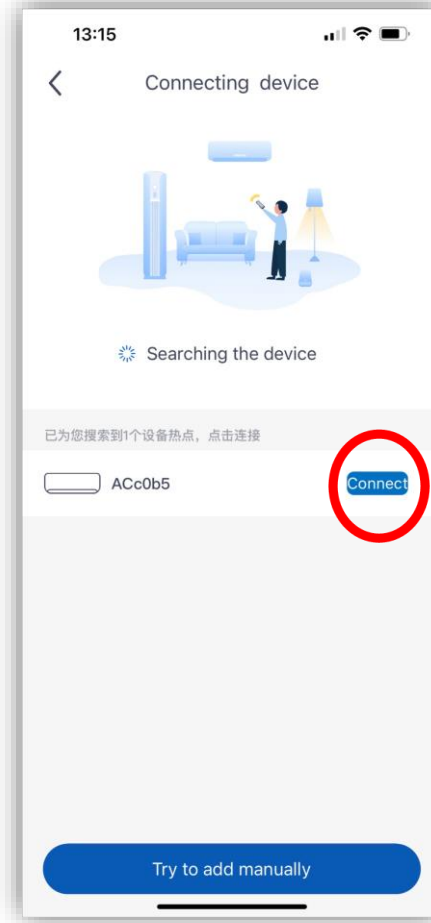 13:15
Connecting device
Searching the device
已为您搜索到1个设备热点，点击连接
ACc0b5
Connect
Try to add manually